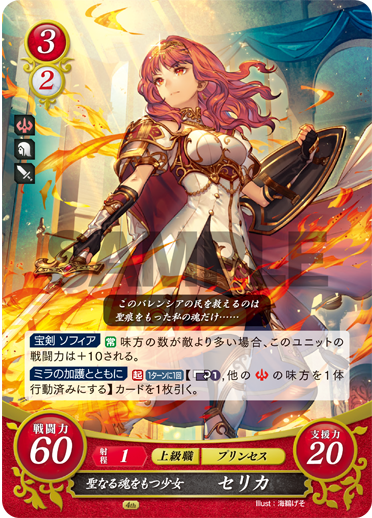 3
2
SAMPLE
このバレンシアの民を救えるのは
聖痕をもった私の魂だけ……
宝剣 ソフィア 常 味方の数が敵より多い場合、このユニットの
戦闘力は+10される。
ミラの加護とともに 起 1ターンに1回 【 1,他の の味方を1体
行動済みにする】カードを1枚引く。
戦闘力
60
射程 1 上級職 プリンセス
支援力
20
聖なる魂をもつ少女 セリカ
4th
Illust：海鵜げそ